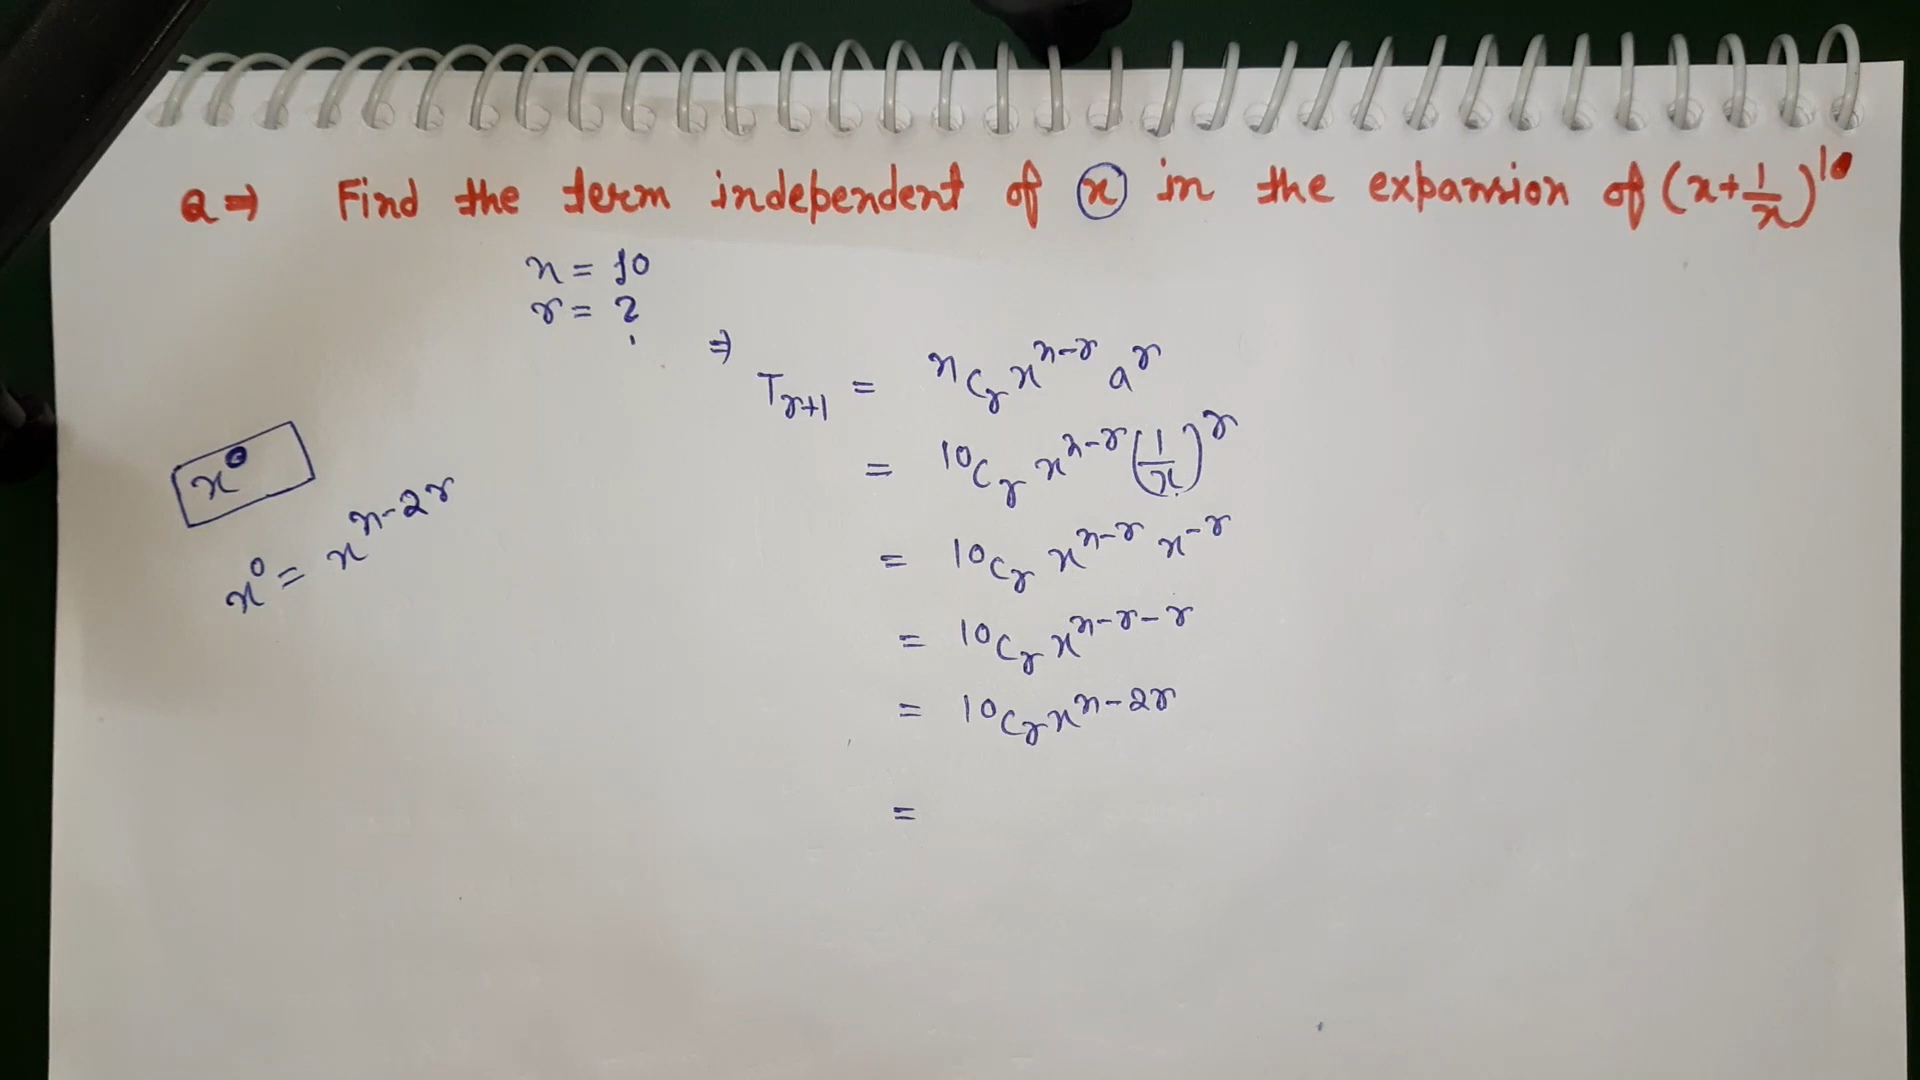 Q ⇒ Find the term independent of x in the expansion of (x+1/x)^10
n = 10
r = ?
⇒
T_{r+1} = ^nC_r x^{n-r} a^r
= ^10C_r x^{n-r} (1/x)^r
x^0
= ^10C_r x^{n-r} x^{-r}
x^0 = x^{n-2r}
= ^10C_r x^{n-r-r}
= ^10C_r x^{n-2r}
=